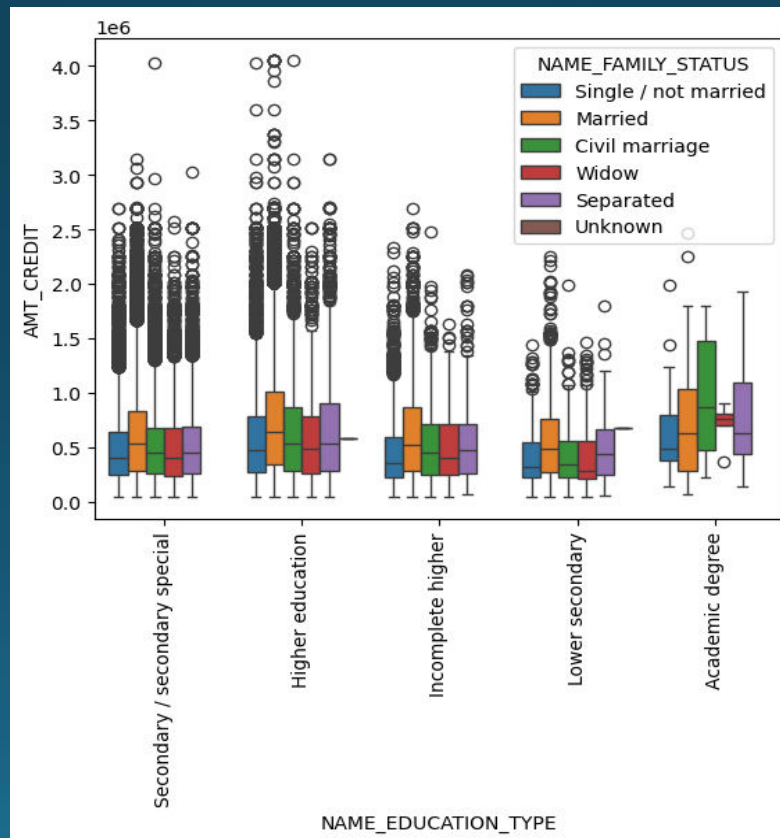 1e6
4.0
3.5
3.0
2.5
2.0
1.5
1.0
0.5
0.0
AMT_CREDIT
NAME_FAMILY_STATUS
Single / not married
Married
Civil marriage
Widow
Separated
Unknown
Secondary / secondary special
Higher education
Incomplete higher
Lower secondary
Academic degree
NAME_EDUCATION_TYPE